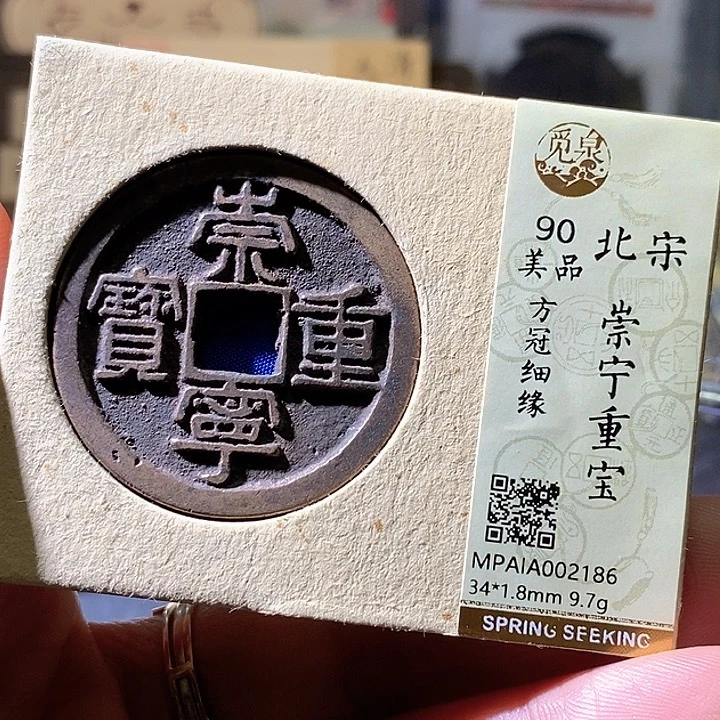 崇
重
寧
寶
觅泉
90
美品
方冠细缘
北宋
崇宁重宝
MPAIA002186
34*1.8mm 9.7g
SPRING SEEKING